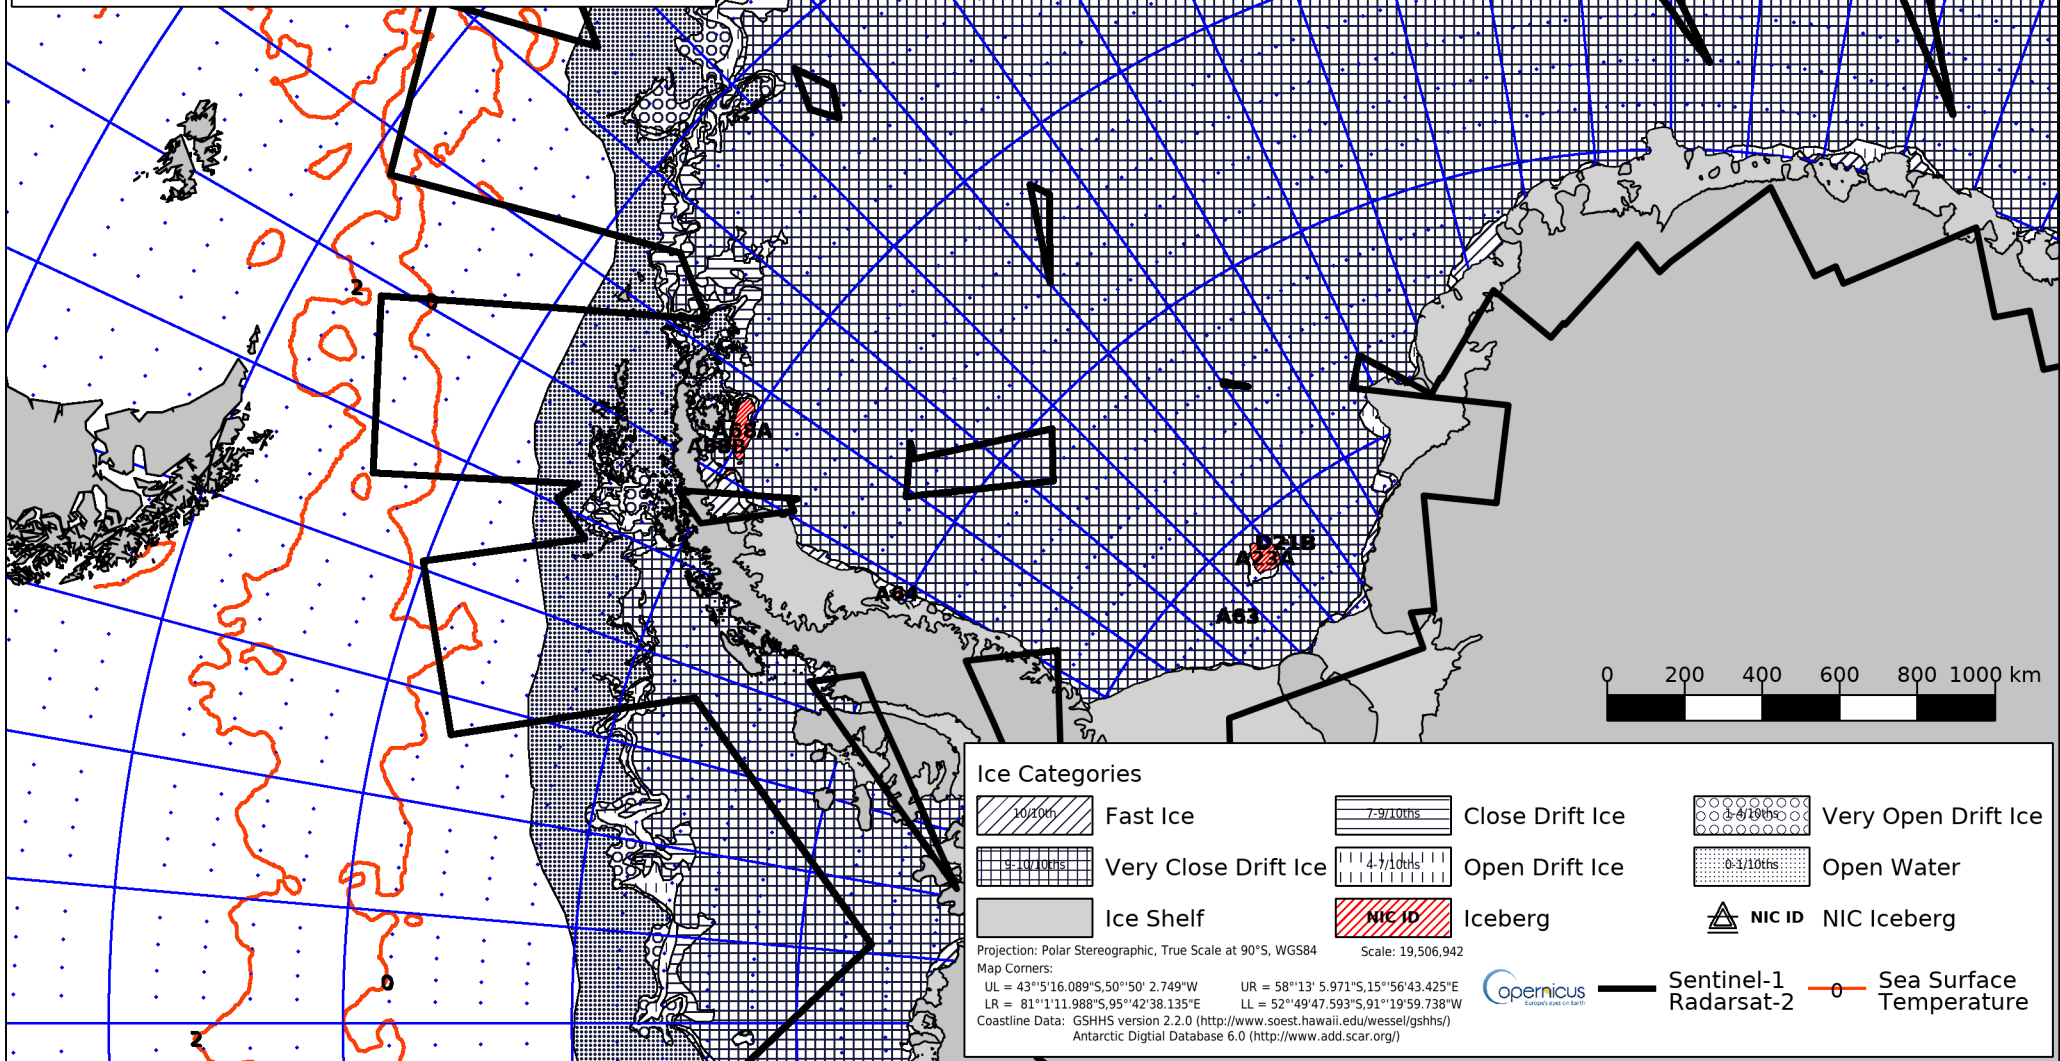 2
0
A68A
D21B
A23A
A64
A63
0 200 400 600 800 1000 km
Ice Categories
10/10th Fast Ice 7-9/10ths Close Drift Ice 1-4/10ths Very Open Drift Ice
9-10/10ths Very Close Drift Ice 4-7/10ths Open Drift Ice 0-1/10ths Open Water
Ice Shelf NIC ID Iceberg NIC ID NIC Iceberg
Projection: Polar Stereographic, True Scale at 90°S, WGS84 Scale: 19,506,942
Map Corners:
UL = 43°'5'16.089"S,50°'50' 2.749"W UR = 58°'13' 5.971"S,15°'56'43.425"E
LR = 81°'1'11.988"S,95°'42'38.135"E LL = 52°'49'47.593"S,91°'19'59.738"W
Coastline Data: GSHHS version 2.2.0 (http://www.soest.hawaii.edu/wessel/gshhs/)
Antarctic Digtial Database 6.0 (http://www.add.scar.org/)
opernicus
Europe's eyes on Earth
Sentinel-1
Radarsat-2
0
Sea Surface
Temperature
0
2